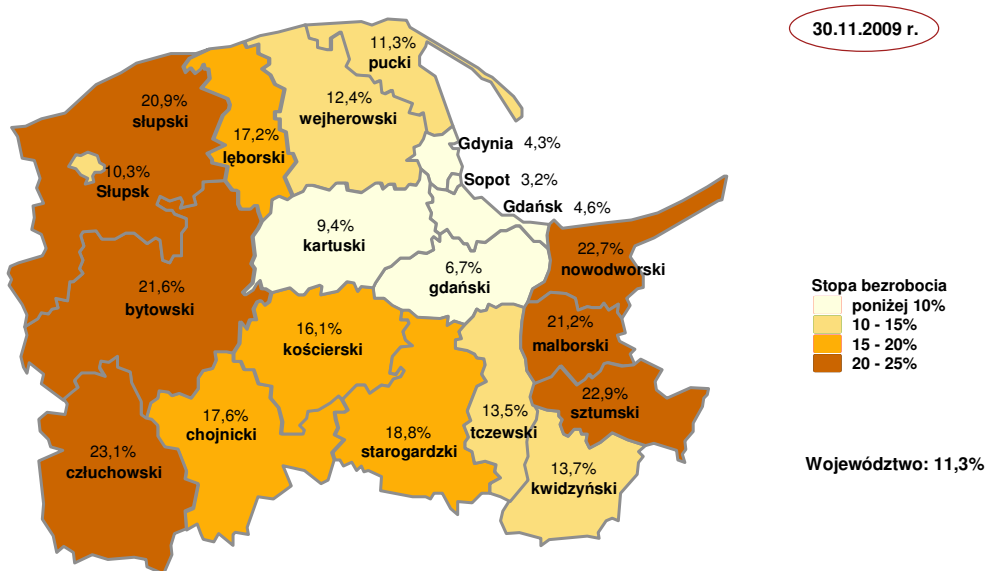 30.11.2009 r.
11,3%
pucki
20,9%
słupski
12,4%
wejherowski
17,2%
lęborski
Gdynia 4,3%
10,3%
Słupsk
Sopot 3,2%
Gdańsk 4,6%
9,4%
kartuski
22,7%
nowodworski
6,7%
gdański
21,6%
bytowski
Stopa bezrobocia
poniżej 10%
10 - 15%
15 - 20%
20 - 25%
16,1%
kościerski
21,2%
malborski
22,9%
sztumski
17,6%
chojnicki
13,5%
tczewski
18,8%
starogardzki
23,1%
człuchowski
13,7%
kwidzyński
Województwo: 11,3%